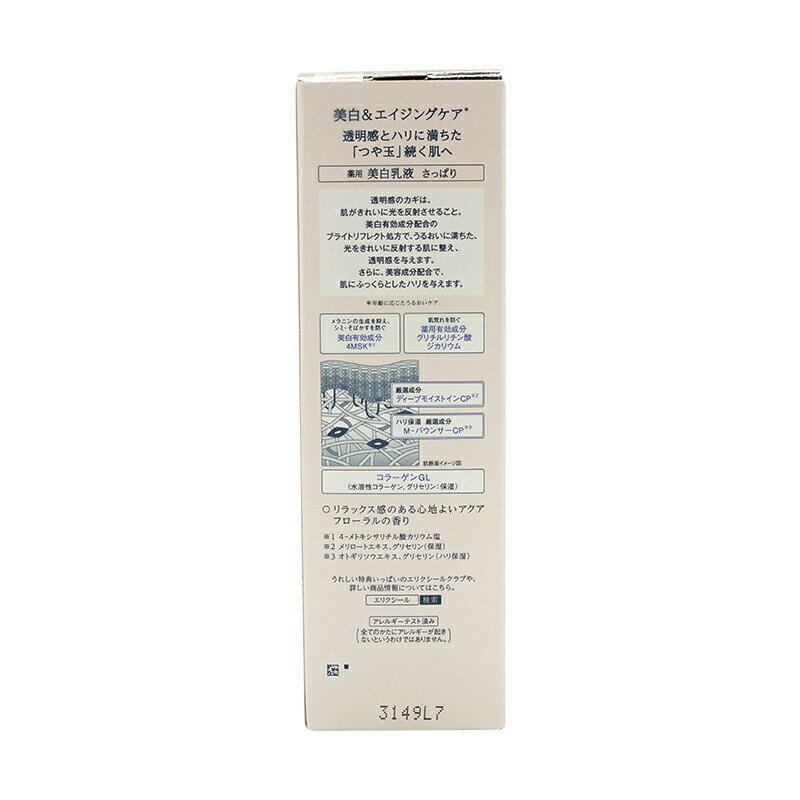 美白&エイジングケア*
透明感とハリに満ちた
「つや玉」続く肌へ
薬用 美白乳液 さっぱり
透明感のカギは、
肌がきれいに光を反射させること。
美白有効成分配合の
ブライトリフレクト処方で、うるおいに満ちた、
光をきれいに反射する肌に整え、
透明感を与えます。
さらに、美容成分配合で、
肌にふっくらとしたハリを与えます。
*年齢に応じたうるおいケア
メラニンの生成を抑え、
シミ・そばかすを防ぐ
美白有効成分
4MSK※1
肌荒れを防ぐ
薬用有効成分
グリチルリチン酸
ジカリウム
厳選成分
ディープモイストインCP※2
ハリ保湿 厳選成分
M-バウンサーCP※3
肌断面イメージ図
コラーゲンGL
(水溶性コラーゲン、グリセリン:保湿)
○リラックス感のある心地よいアクア
フローラルの香り
※1 4-メトキシサリチル酸カリウム塩
※2 メリロートエキス、グリセリン(保湿)
※3 オトギリソウエキス、グリセリン(ハリ保湿)
うれしい特典いっぱいのエリクシールクラブや、
詳しい商品情報についてはこちら。
エリクシール 検索
アレルギーテスト済み
(全てのかたにアレルギーが起き
ないというわけではありません。)
3149L7